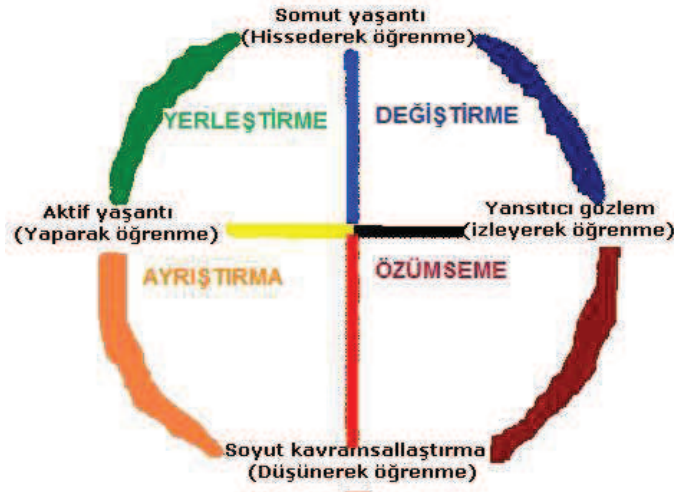 Somut yaşantı
(Hissederek öğrenme)
YERLEŞTİRME
DEĞİŞTİRME
Aktif yaşantı
(Yaparak öğrenme)
Yansıtıcı gözlem
(izleyerek öğrenme)
AYRIŞTIRMA
ÖZÜMSEME
Soyut kavramsallaştırma
(Düşünerek öğrenme)